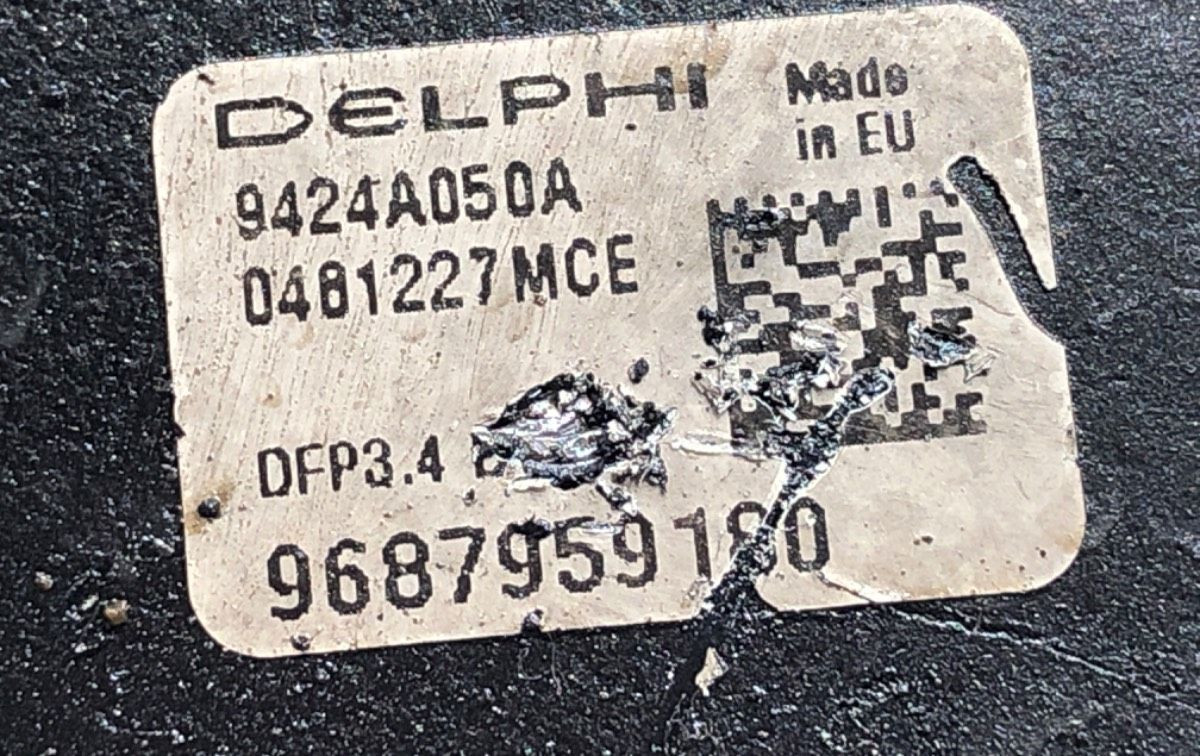 DELPHI
Made
in EU
9424A050A
0481227MCE
DFP3.4
9687959180